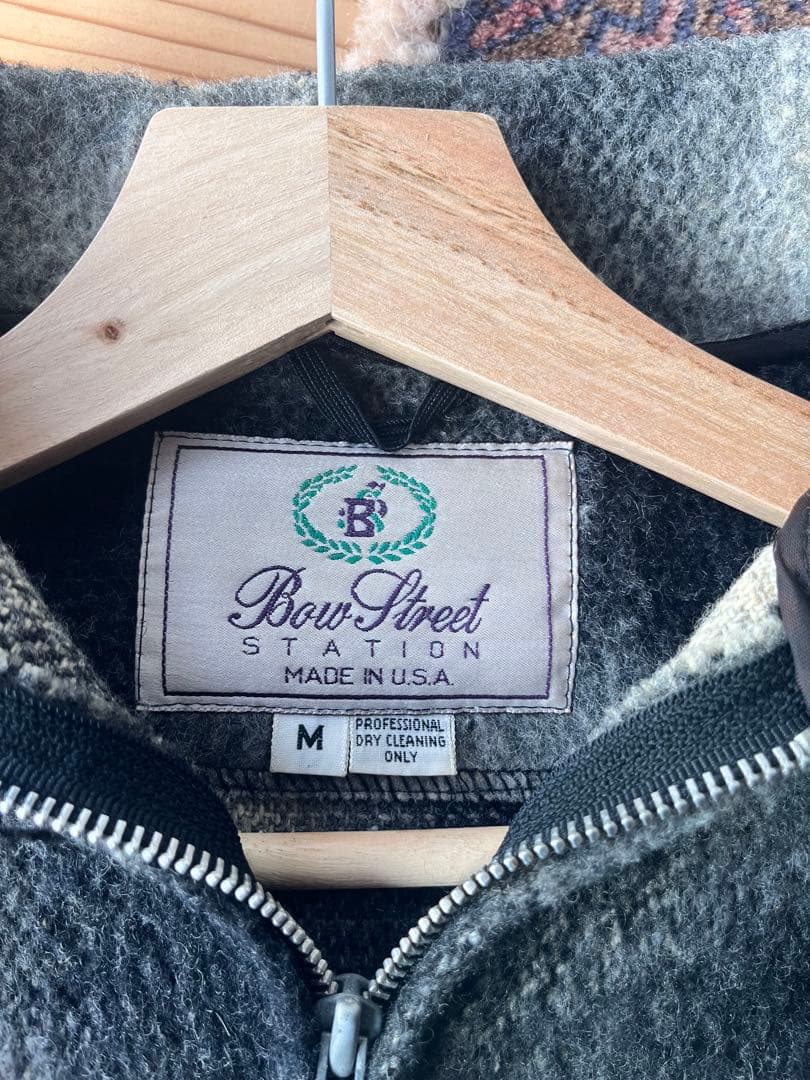 B
Bow Street
STATION
MADE IN U.S.A.
M
PROFESSIONAL
DRY CLEANING
ONLY